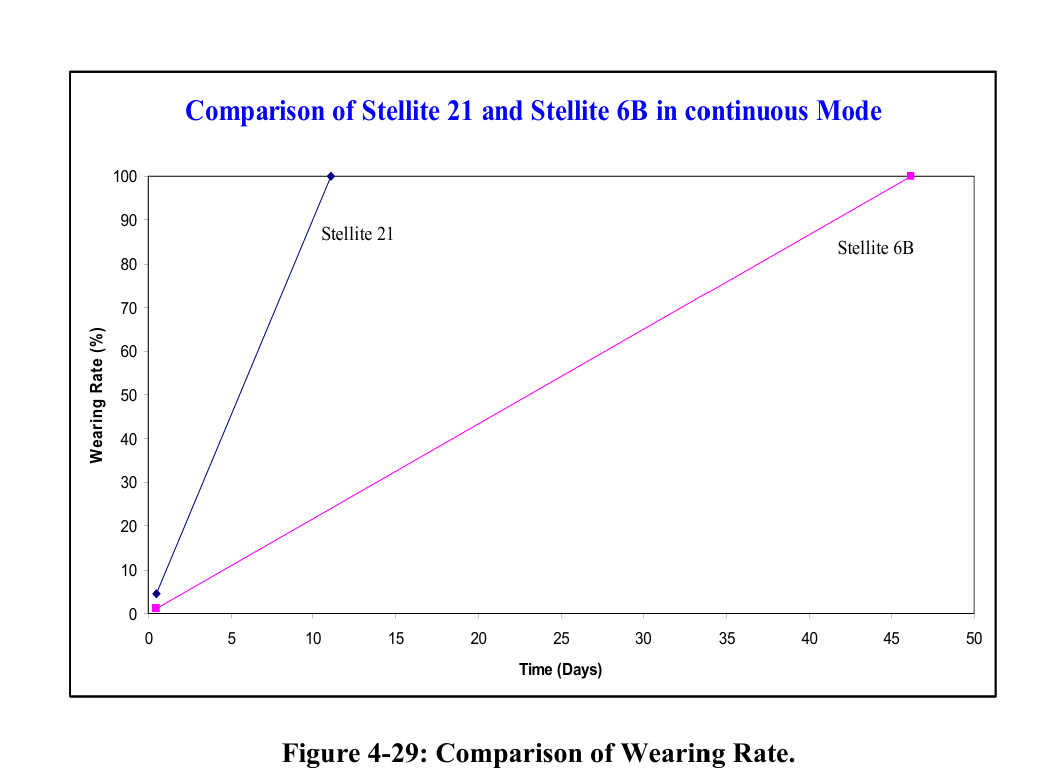 Comparison of Stellite 21 and Stellite 6B in continuous Mode
100
90
80
70
60
50
40
30
20
10
0
Wearing Rate (%)
Stellite 21
Stellite 6B
0 5 10 15 20 25 30 35 40 45 50
Time (Days)
Figure 4-29: Comparison of Wearing Rate.